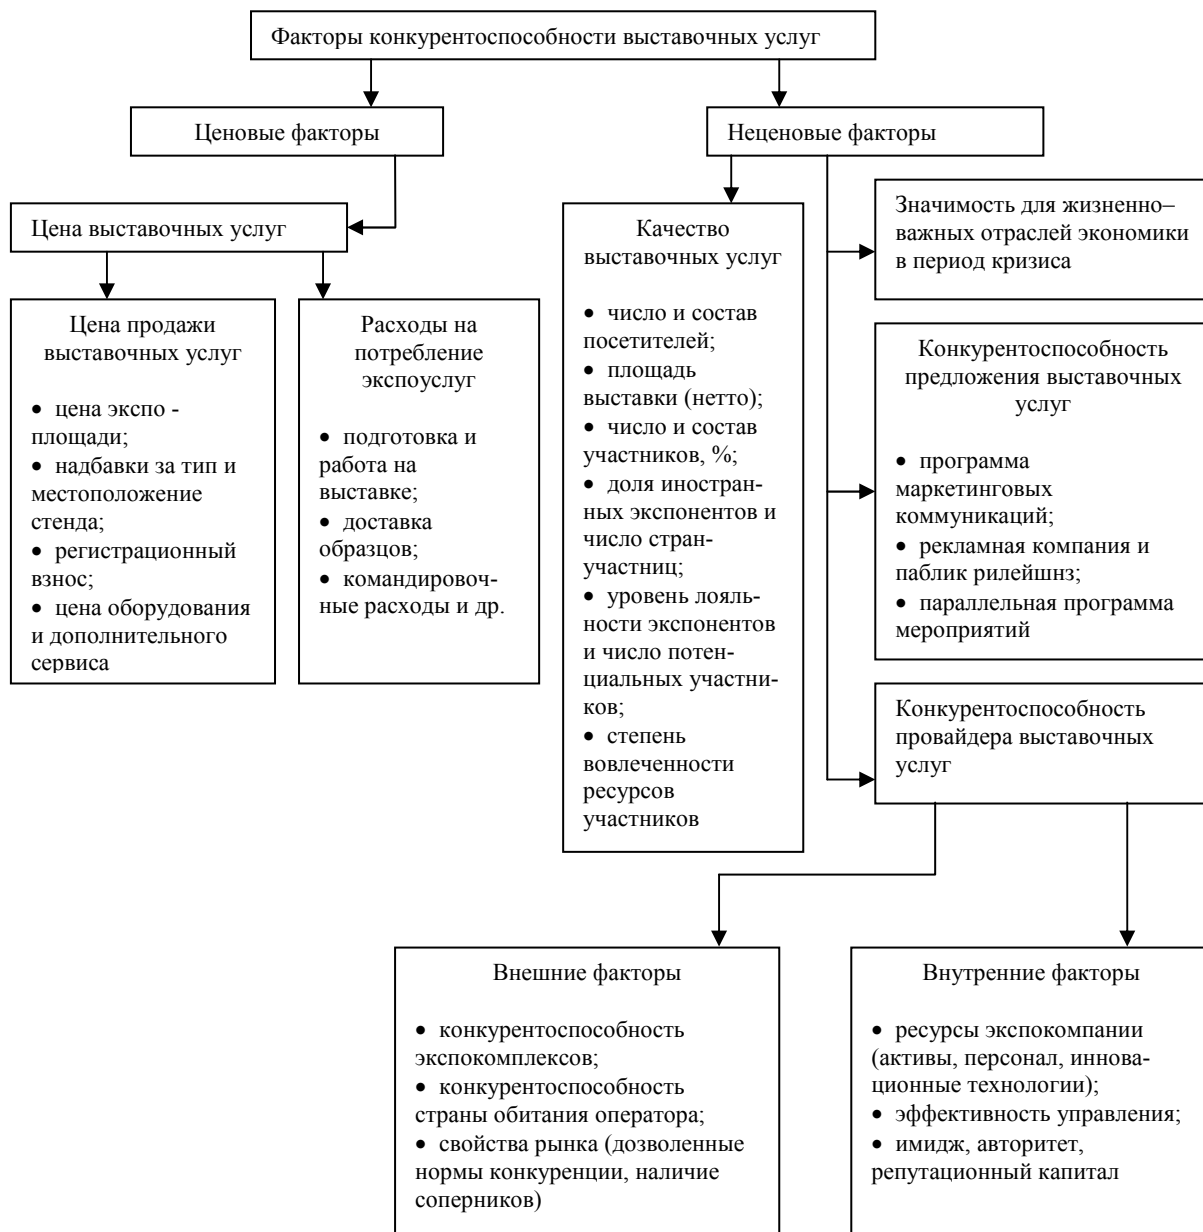 Факторы конкурентоспособности выставочных услуг
Ценовые факторы
Неценовые факторы
Цена выставочных услуг
Цена продажи
выставочных услуг
• цена экспо -
площади;
• надбавки за тип и
местоположение
стенда;
• регистрационный
взнос;
• цена оборудования
и дополнительного
сервиса
Расходы на
потребление
экспоуслуг
• подготовка и
работа на
выставке;
• доставка
образцов;
• командировоч-
ные расходы и др.
Качество
выставочных услуг
• число и состав
посетителей;
• площадь
выставки (нетто);
• число и состав
участников, %;
• доля иностран-
ных экспонентов и
число стран-
участниц;
• уровень лояль-
ности экспонентов
и число потен-
циальных участни-
ков;
• степень
вовлеченности
ресурсов
участников
Значимость для жизненно–
важных отраслей экономики
в период кризиса
Конкурентоспособность
предложения выставочных
услуг
• программа
маркетинговых
коммуникаций;
• рекламная компания и
паблик рилейшнз;
• параллельная программа
мероприятий
Конкурентоспособность
провайдера выставочных
услуг
Внешние факторы
• конкурентоспособность
экспокомплексов;
• конкурентоспособность
страны обитания оператора;
• свойства рынка (дозволенные
нормы конкуренции, наличие
соперников)
Внутренние факторы
• ресурсы экспокомпании
(активы, персонал, иннова-
ционные технологии);
• эффективность управления;
• имидж, авторитет,
репутационный капитал